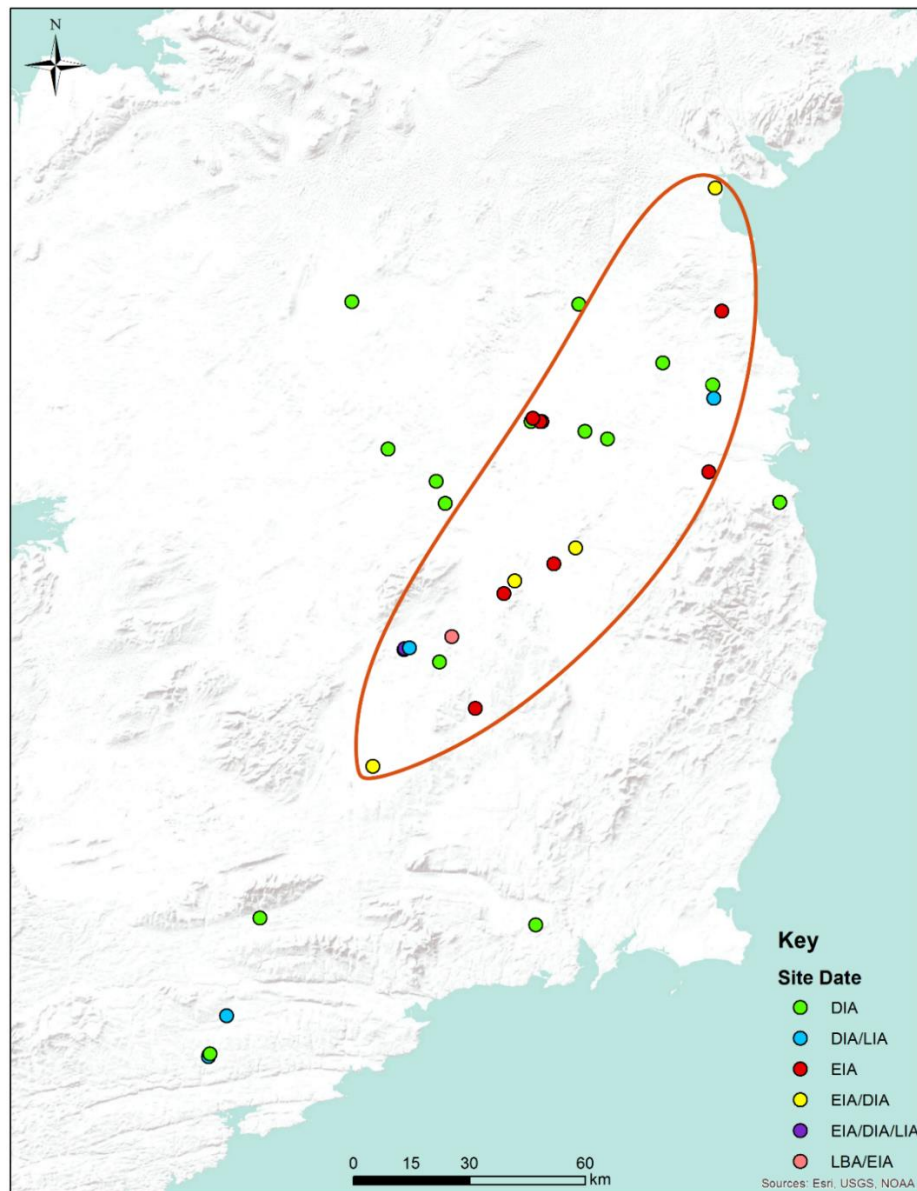 N
Key
Site Date
DIA
DIA/LIA
EIA
EIA/DIA
EIA/DIA/LIA
LBA/EIA
0 15 30 60
km
Sources: Esri, USGS, NOAA